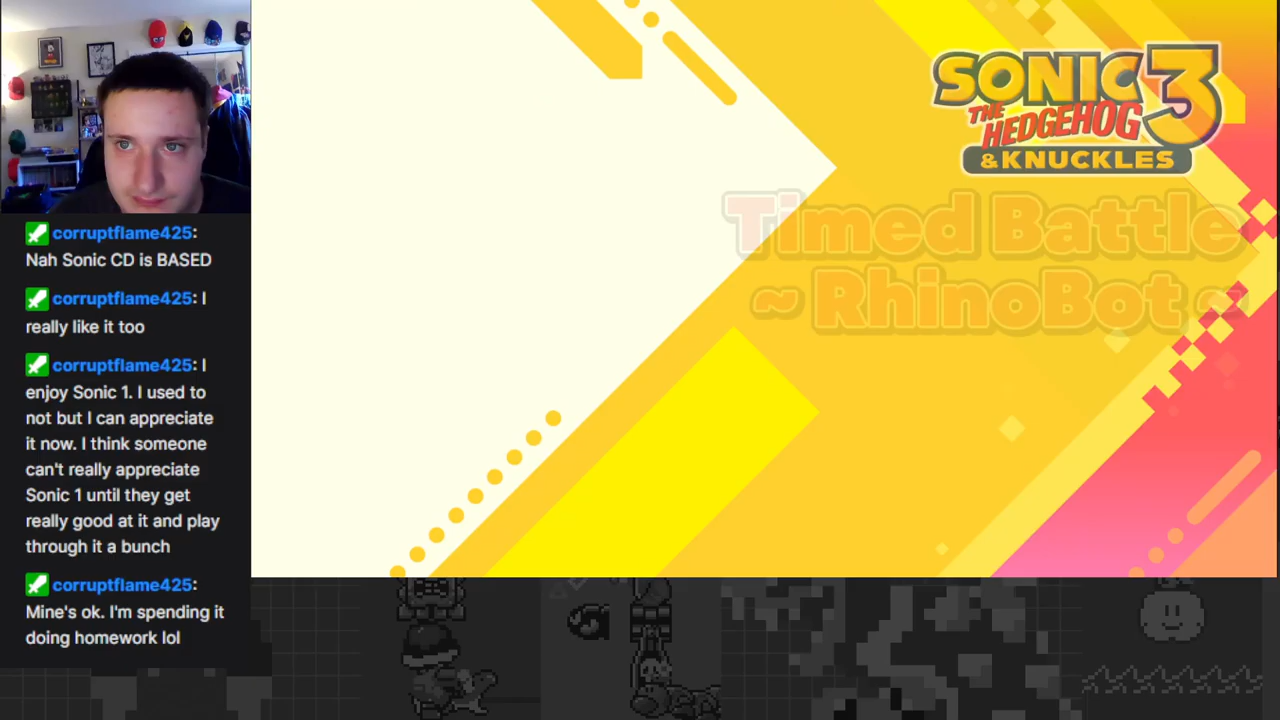 corruptflame425:
Nah Sonic CD is BASED
corruptflame425: I
really like it too
corruptflame425: I
enjoy Sonic 1. I used to
not but I can appreciate
it now. I think someone
can't really appreciate
Sonic 1 until they get
really good at it and play
through it a bunch
corruptflame425:
Mine's ok. I'm spending it
doing homework lol
SONIC
THE
HEDGEHOG 3
&KNUCKLES
Timed Battle
~ RhinoBot ~